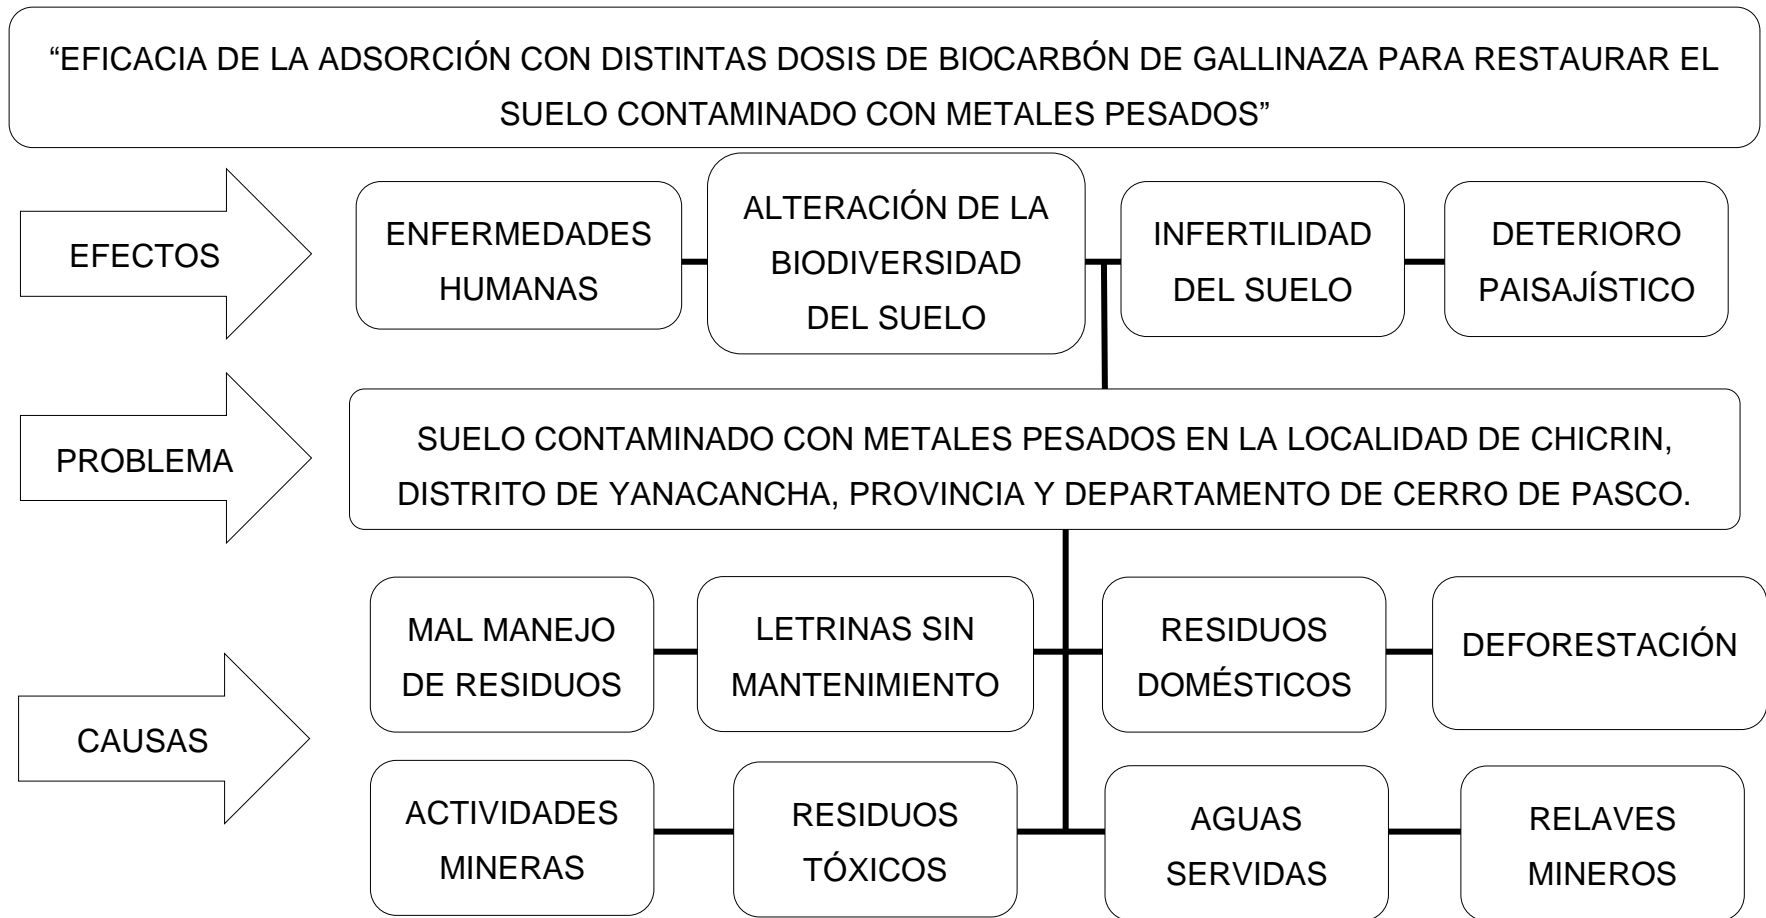 “EFICACIA DE LA ADSORCIÓN CON DISTINTAS DOSIS DE BIOCARBÓN DE GALLINAZA PARA RESTAURAR EL
SUELO CONTAMINADO CON METALES PESADOS”
EFECTOS
ENFERMEDADES
HUMANAS
ALTERACIÓN DE LA
BIODIVERSIDAD
DEL SUELO
INFERTILIDAD
DEL SUELO
DETERIORO
PAISAJÍSTICO
PROBLEMA
SUELO CONTAMINADO CON METALES PESADOS EN LA LOCALIDAD DE CHICRIN,
DISTRITO DE YANACANCHA, PROVINCIA Y DEPARTAMENTO DE CERRO DE PASCO.
CAUSAS
MAL MANEJO
DE RESIDUOS
LETRINAS SIN
MANTENIMIENTO
RESIDUOS
DOMÉSTICOS
DEFORESTACIÓN
ACTIVIDADES
MINERAS
RESIDUOS
TÓXICOS
AGUAS
SERVIDAS
RELAVES
MINEROS